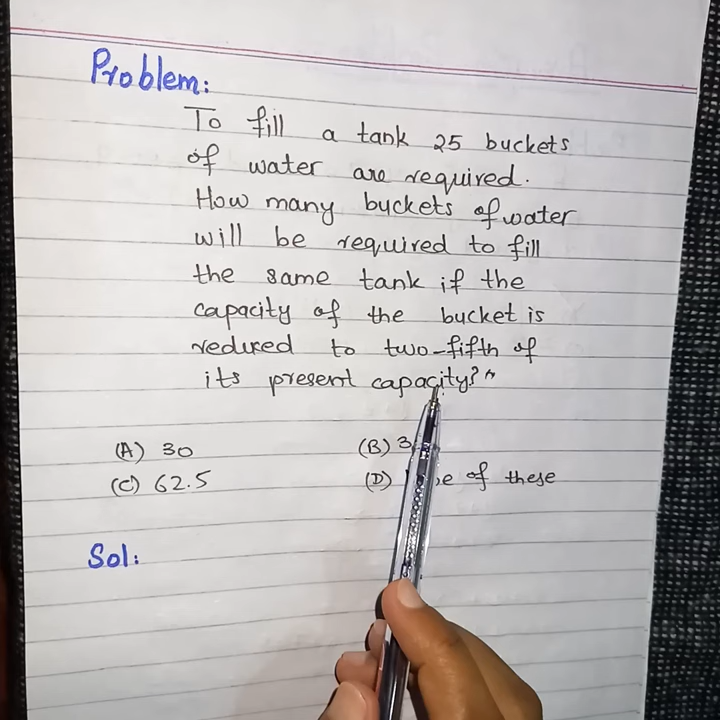 Problem:
To fill a tank 25 buckets
of water are required.
How many buckets of water
will be required to fill
the same tank if the
capacity of the bucket is
reduced to two-fifth of
its present capacity?"
(A) 30 (B) 3
(C) 62.5 (D) of these
Sol: